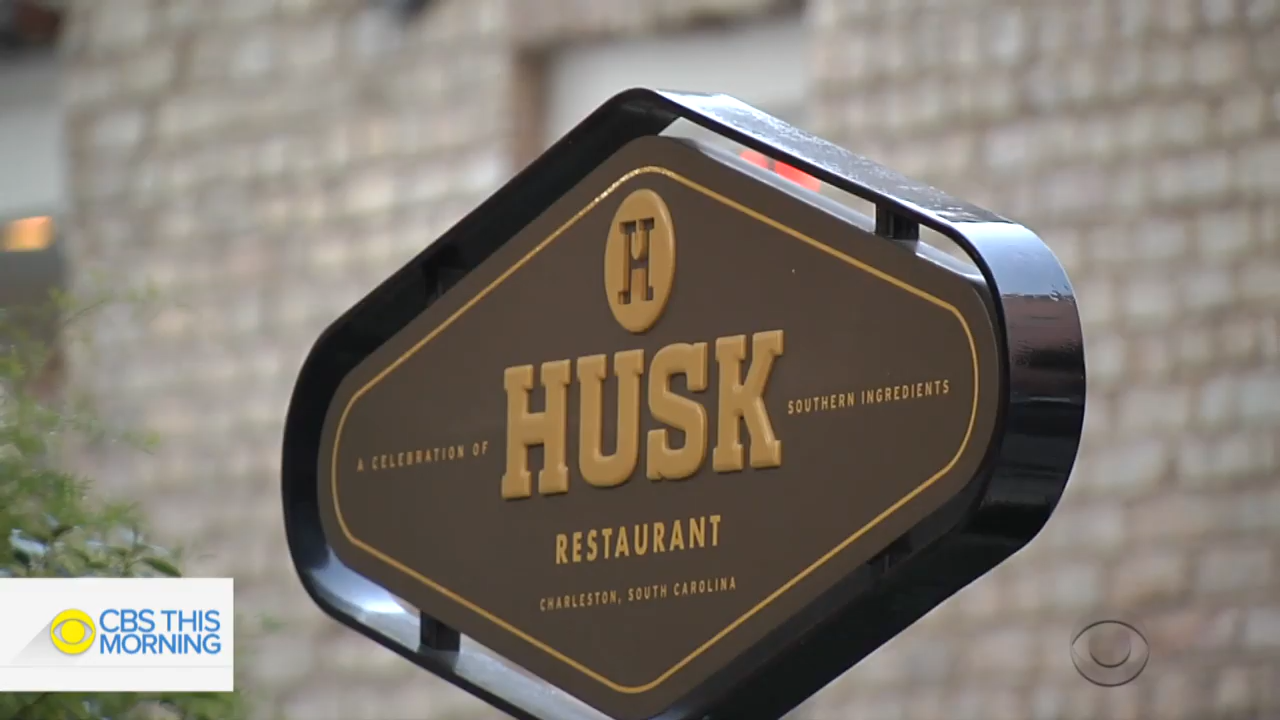 H
A CELEBRATION OF HUSK SOUTHERN INGREDIENTS
RESTAURANT
CHARLESTON, SOUTH CAROLINA
CBS THIS
MORNING